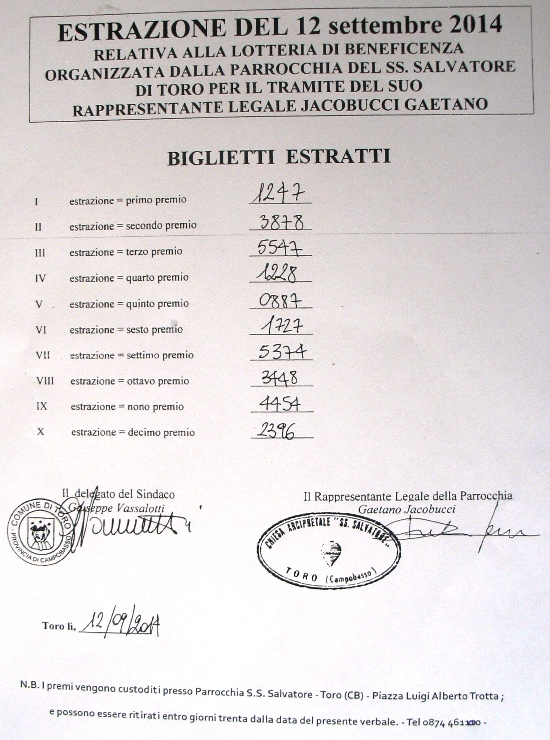 ESTRAZIONE DEL 12 settembre 2014
RELATIVA ALLA LOTTERIA DI BENEFICENZA
ORGANIZZATA DALLA PARROCCHIA DEL SS. SALVATORE
DI TORO PER IL TRAMITE DEL SUO
RAPPRESENTANTE LEGALE JACOBUCCI GAETANO
BIGLIETTI ESTRATTI
I estrazione = primo premio 1247
II estrazione = secondo premio 3878
III estrazione = terzo premio 5547
IV estrazione = quarto premio 1228
V estrazione = quinto premio 0887
VI estrazione = sesto premio 1727
VII estrazione = settimo premio 5374
VIII estrazione = ottavo premio 3448
IX estrazione = nono premio 4454
X estrazione = decimo premio 2396
Il delegato del Sindaco
Giuseppe Vassalotti
COMUNE DI TORO
PROVINCIA DI CAMPOBASSO
Il Rappresentante Legale della Parrocchia
Gaetano Jacobucci
CHIESA ARCIPRETALE "SS. SALVATORE"
TORO (Campobasso)
Toro lì, 12/09/2014
N.B. I premi vengono custoditi presso Parrocchia S.S. Salvatore - Toro (CB) - Piazza Luigi Alberto Trotta ;
e possono essere ritirati entro giorni trenta dalla data del presente verbale. - Tel 0874